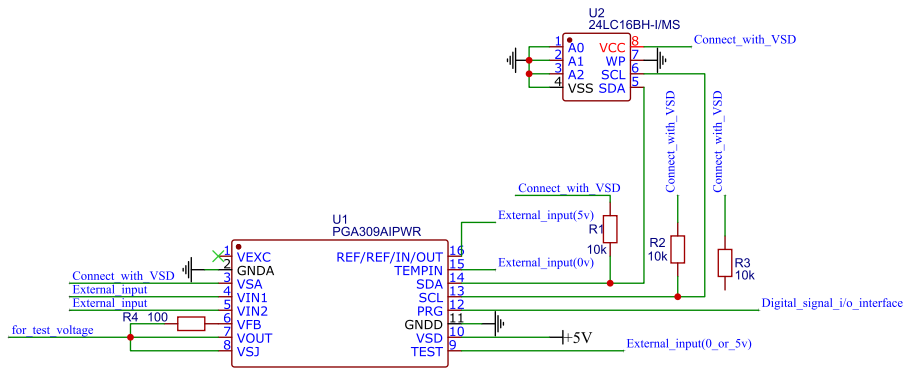 U2
24LC16BH-I/MS
1 A0 VCC 8 Connect_with_VSD
2 A1 WP 7
3 A2 SCL 6
4 VSS SDA 5
Connect_with_VSD
Connect_with_VSD
Connect_with_VSD
External_input(5v)
U1
PGA309AIPWR
R1
10k
R2
10k
R3
10k
1 VEXC REF/REF/IN/OUT 16
2 GNDA TEMPIN 15 External_input(0v)
Connect_with_VSD 3 VSA SDA 14
External_input 4 VIN1 SCL 13
External_input 5 VIN2 PRG 12 Digital_signal_i/o_interface
R4 100 6 VFB GNDD 11
for_test_voltage 7 VOUT VSD 10 +5V
8 VSJ TEST 9 External_input(0_or_5v)